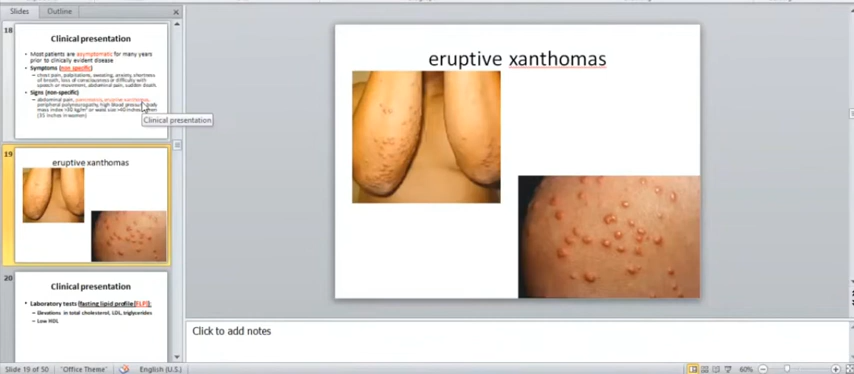 Slides
Outline
18
Clinical presentation
• Most patients are asymptomatic for many years
prior to clinically evident disease
• Symptoms (non specific)
– chest pain, palpitations, sweating, anxiety, shortness
of breath, loss of consciousness or difficulty with
speech or movement, abdominal pain, sudden death.
• Signs (non-specific)
– abdominal pain, pancreatitis, eruptive xanthomas,
peripheral polyneuropathy, high blood pressure, body
mass index >30 kg/m² or waist size >40 inches in men
(35 inches in women)
Clinical presentation
19
eruptive xanthomas
20
Clinical presentation
• Laboratory tests (fasting lipid profile [FLP])
– Elevations in total cholesterol, LDL, triglycerides
– Low HDL
eruptive xanthomas
Click to add notes
Slide 19 of 50
"Office Theme"
English (U.S.)
60%